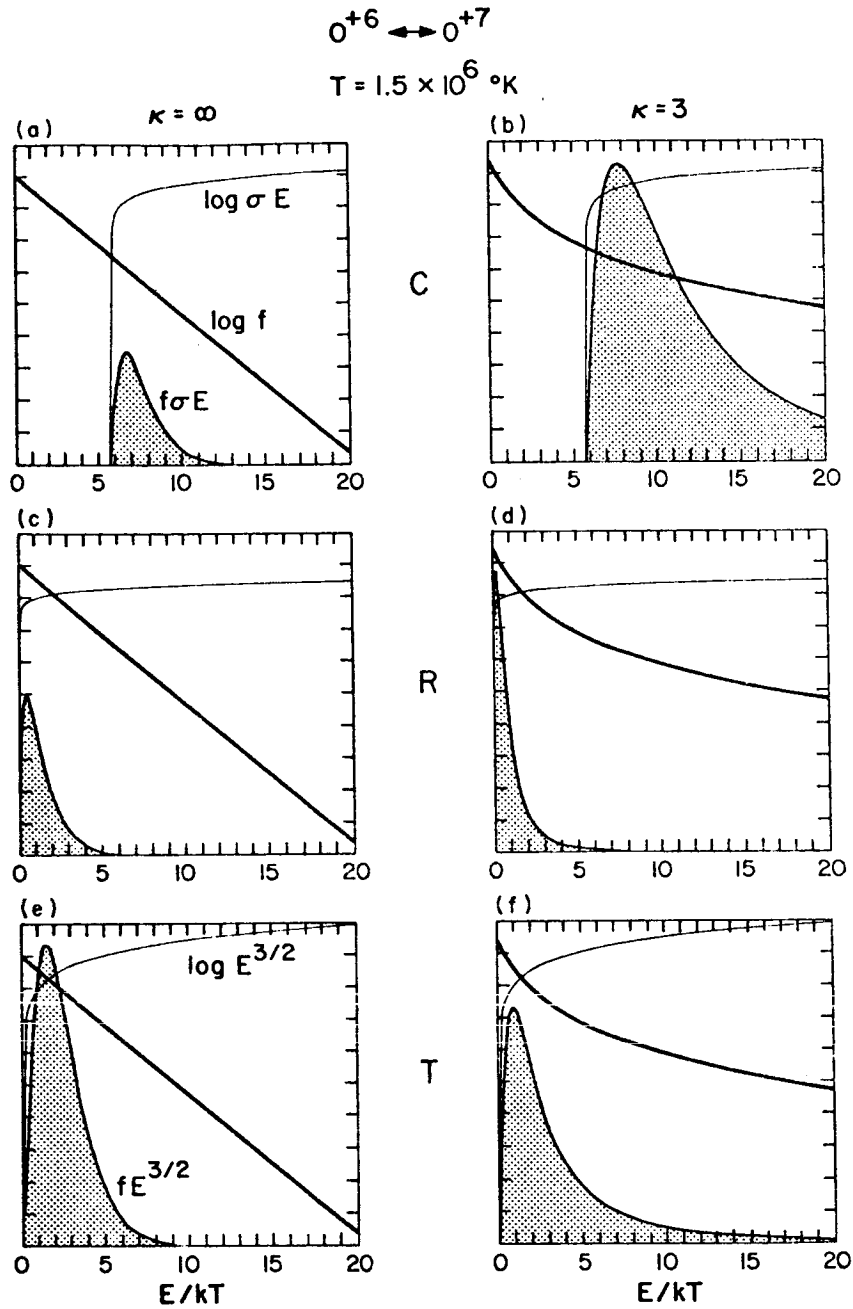 O+6 ↔ O+7
T = 1.5 × 10^6 °K
κ = ∞
κ = 3
(a)
(b)
log σ E
log f
fσE
C
0 5 10 15 20
0 5 10 15 20
(c)
(d)
R
0 5 10 15 20
0 5 10 15 20
(e)
(f)
log E^3/2
fE^3/2
T
0 5 10 15 20
0 5 10 15 20
E/kT
E/kT